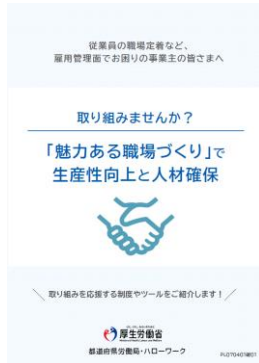 従業員の職場定着など、
雇用管理面でお困りの事業主の皆さまへ
取り組みませんか？
「魅力ある職場づくり」で
生産性向上と人材確保
＼ 取り組みを応援する制度やツールをご紹介します！ ／
厚生労働省
都道府県労働局・ハローワーク